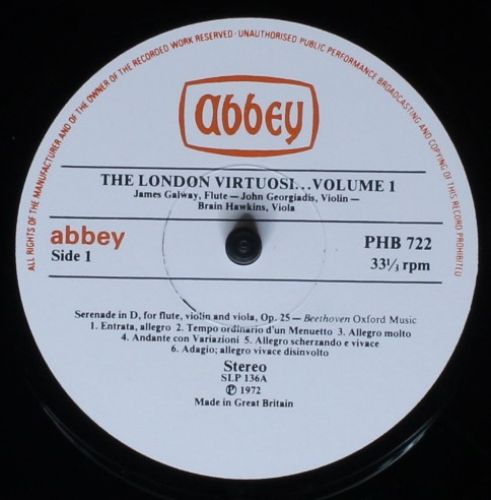 ALL RIGHTS OF THE MANUFACTURER AND OF THE OWNER OF THE RECORDED WORK RESERVED · UNAUTHORISED PUBLIC PERFORMANCE BROADCASTING AND COPYING OF THIS RECORD PROHIBITED
abbey
THE LONDON VIRTUOSI...VOLUME 1
James Galway, Flute — John Georgiadis, Violin —
Brain Hawkins, Viola
abbey
Side 1
PHB 722
33⅓ rpm
Serenade in D, for flute, violin and viola, Op. 25 — Beethoven Oxford Music
1. Entrata, allegro 2. Tempo ordinario d'un Menuetto 3. Allegro molto
4. Andante con Variazioni 5. Allegro scherzando e vivace
6. Adagio; allegro vivace disinvolto
Stereo
SLP 136A
℗ 1972
Made in Great Britain